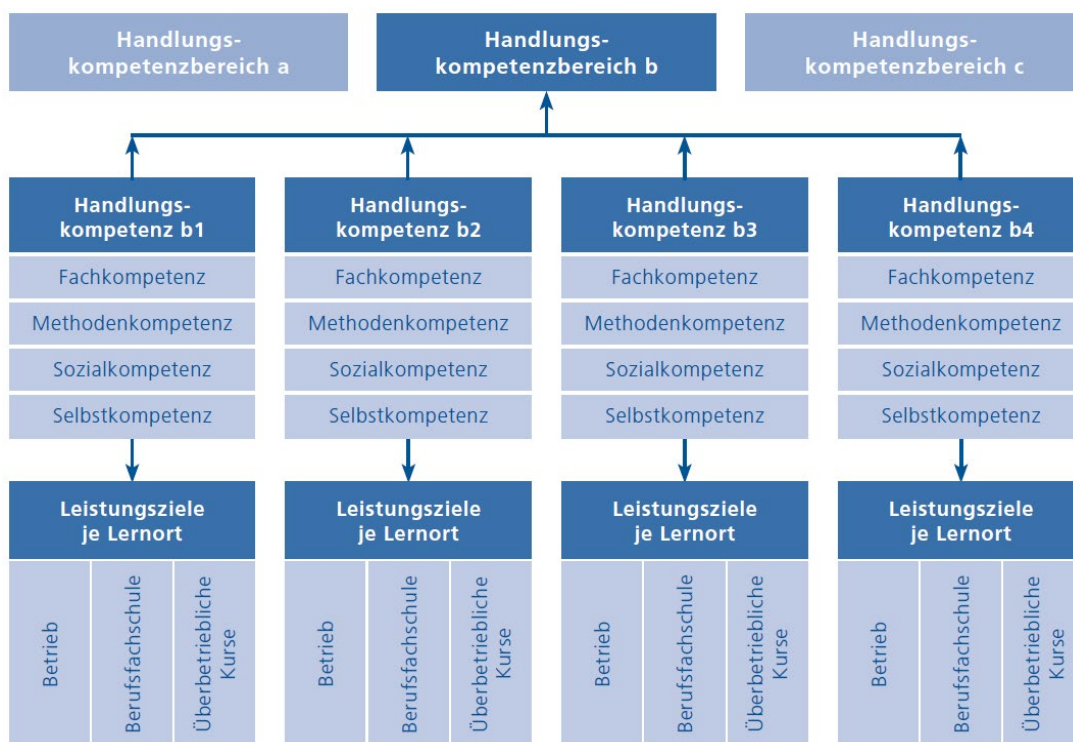 Handlungs-
kompetenzbereich a
Handlungs-
kompetenzbereich b
Handlungs-
kompetenzbereich c
Handlungs-
kompetenz b1
Fachkompetenz
Methodenkompetenz
Sozialkompetenz
Selbstkompetenz
Leistungsziele
je Lernort
Betrieb
Berufsfachschule
Überbetriebliche
Kurse
Handlungs-
kompetenz b2
Fachkompetenz
Methodenkompetenz
Sozialkompetenz
Selbstkompetenz
Leistungsziele
je Lernort
Betrieb
Berufsfachschule
Überbetriebliche
Kurse
Handlungs-
kompetenz b3
Fachkompetenz
Methodenkompetenz
Sozialkompetenz
Selbstkompetenz
Leistungsziele
je Lernort
Betrieb
Berufsfachschule
Überbetriebliche
Kurse
Handlungs-
kompetenz b4
Fachkompetenz
Methodenkompetenz
Sozialkompetenz
Selbstkompetenz
Leistungsziele
je Lernort
Betrieb
Berufsfachschule
Überbetriebliche
Kurse